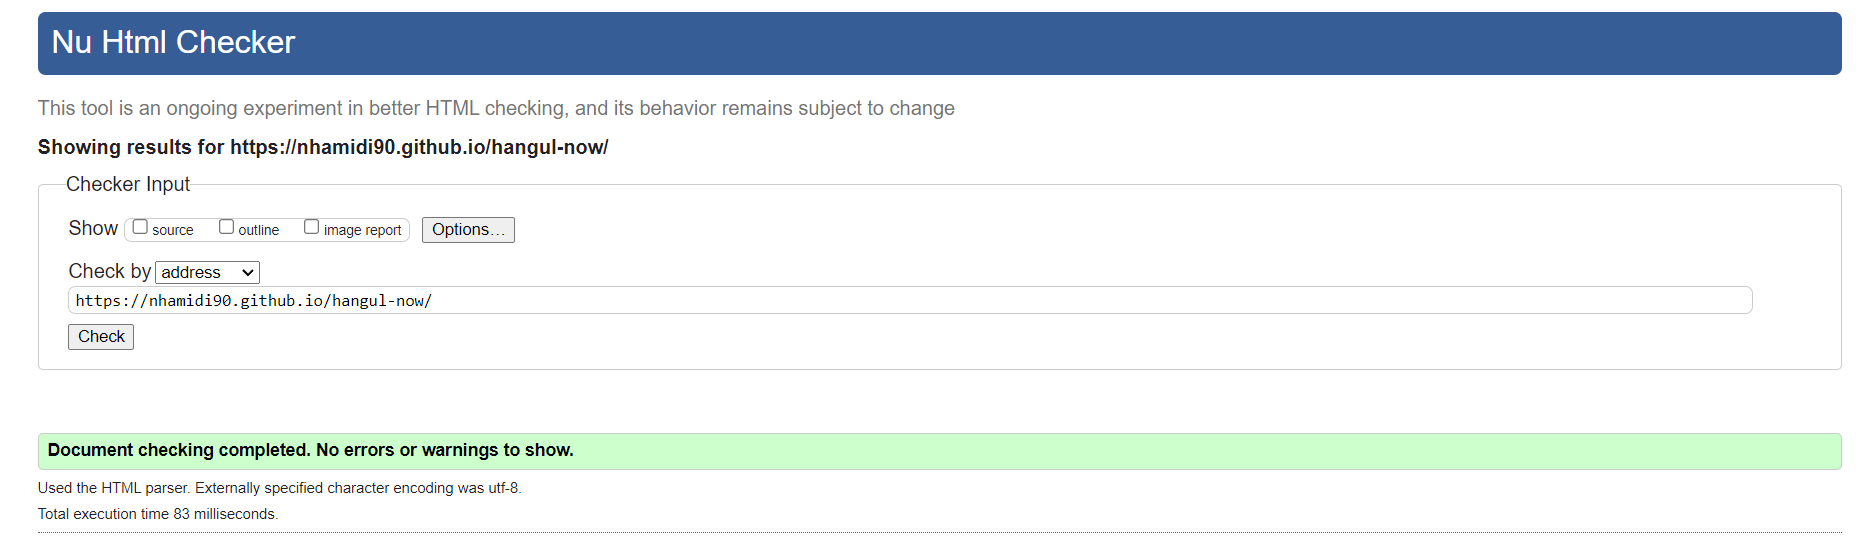 Nu Html Checker
This tool is an ongoing experiment in better HTML checking, and its behavior remains subject to change
Showing results for https://nhamidi90.github.io/hangul-now/
Checker Input
Show source outline image report Options...
Check by address
https://nhamidi90.github.io/hangul-now/
Check
Document checking completed. No errors or warnings to show.
Used the HTML parser. Externally specified character encoding was utf-8.
Total execution time 83 milliseconds.